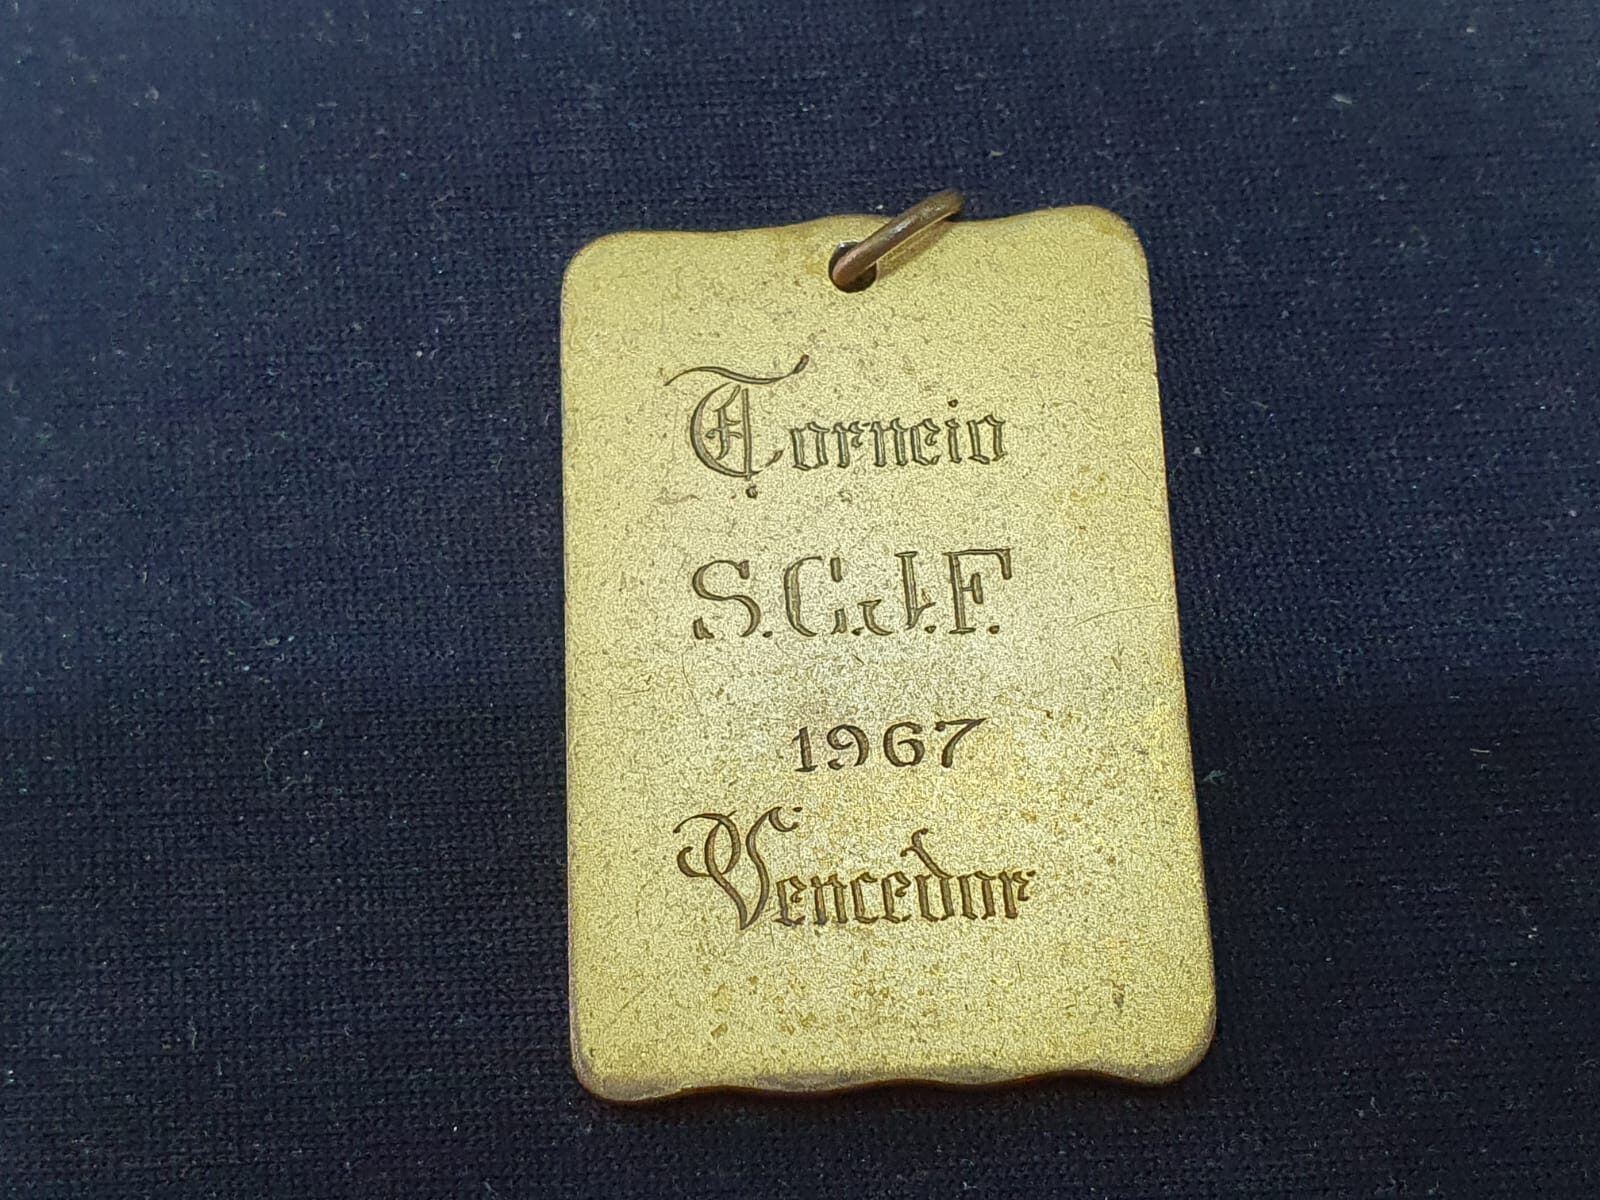 Torneio
S.C.J.F.
1967
Vencedor